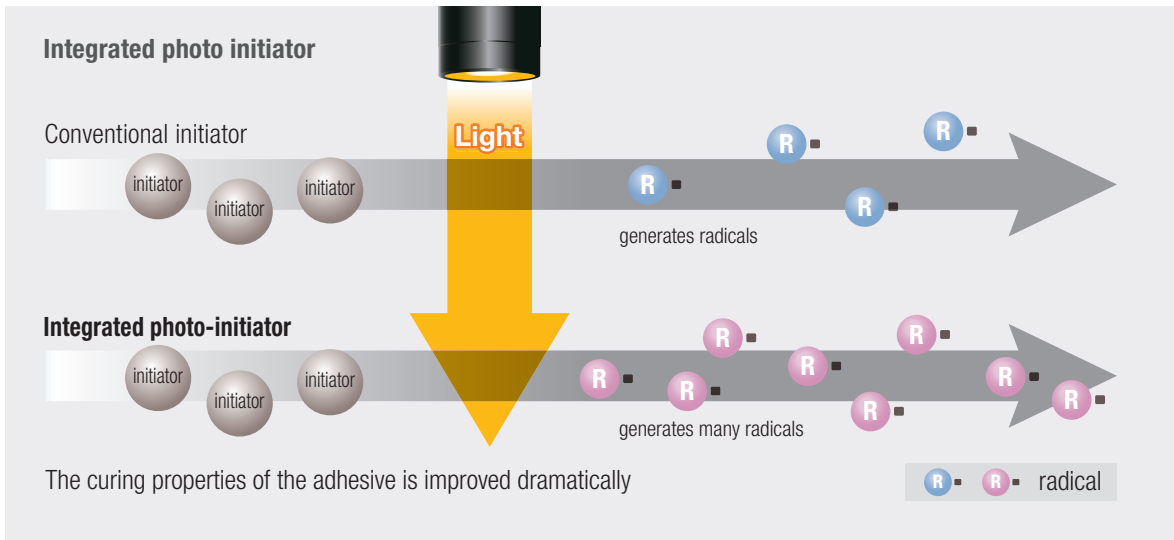 Integrated photo initiator
Light
Conventional initiator
initiator
initiator
initiator
R
R
R
R
generates radicals
Integrated photo-initiator
initiator
initiator
initiator
R
R
R
R
R
R
R
R
generates many radicals
The curing properties of the adhesive is improved dramatically
R R radical